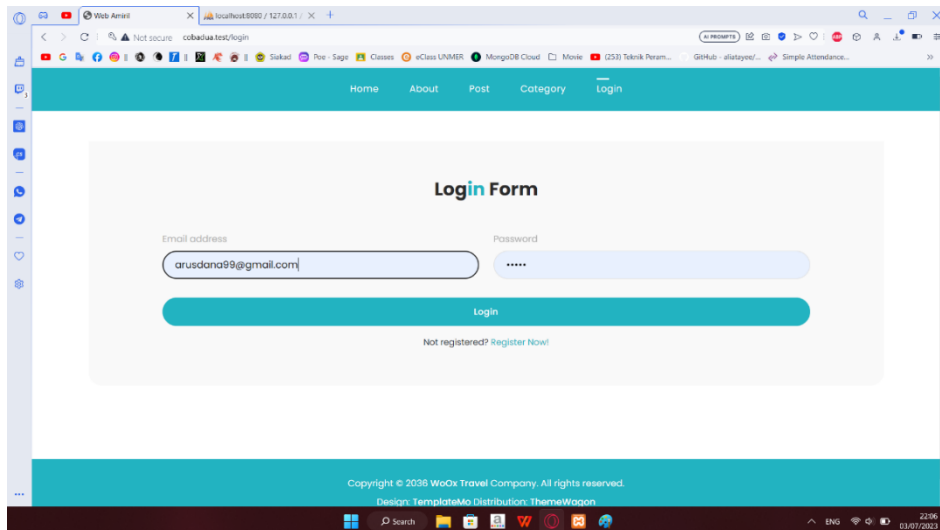 Web Amiril
localhost:8080 / 127.0.0.1 /
Not secure cobadua.test/login
AI PROMPTS
Siakad Poe - Sage Classes eClass UNMER MongoDB Cloud Movie (253) Teknik Peram... GitHub - aliatayee/... Simple Attendance...
Home About Post Category Login
Login Form
Email address Password
arusdana99@gmail.com •••••
Login
Not registered? Register Now!
Copyright © 2036 WoOx Travel Company. All rights reserved.
Design: TemplateMo Distribution: ThemeWagon
Search ENG 22:06
03/07/2023